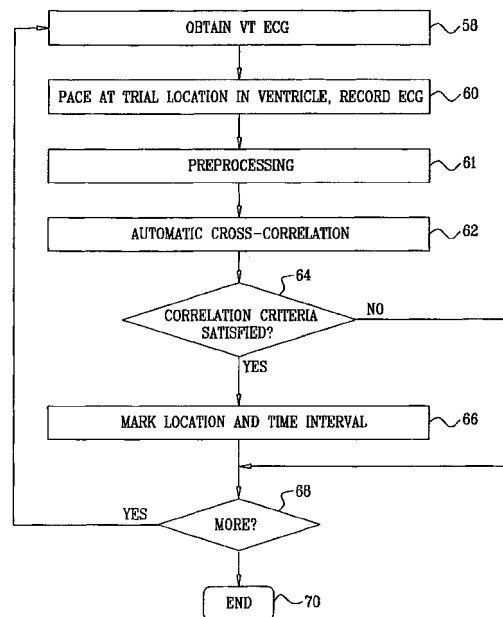 OBTAIN VT ECG
58
PACE AT TRIAL LOCATION IN VENTRICLE, RECORD ECG
60
PREPROCESSING
61
AUTOMATIC CROSS-CORRELATION
62
64
CORRELATION CRITERIA
SATISFIED?
NO
YES
MARK LOCATION AND TIME INTERVAL
66
68
YES
MORE?
END
70